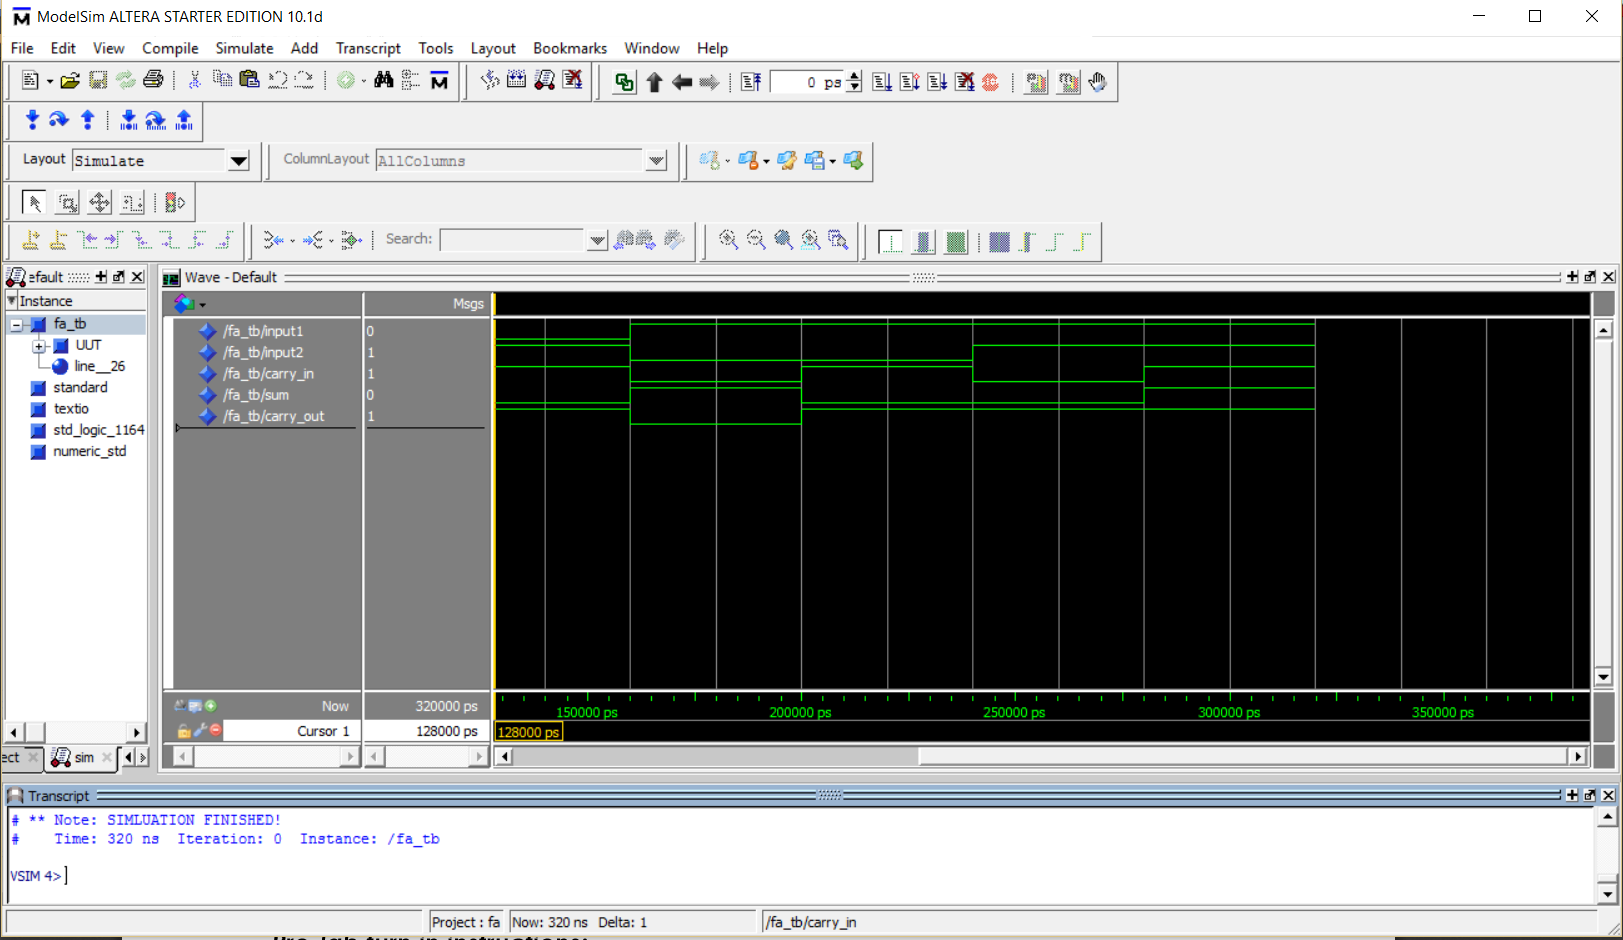 ModelSim ALTERA STARTER EDITION 10.1d
File Edit View Compile Simulate Add Transcript Tools Layout Bookmarks Window Help
0 ps
Layout Simulate ColumnLayout AllColumns
Search:
efault
Wave - Default
Instance
Msgs
fa_tb
UUT
line__26
standard
textio
std_logic_1164
numeric_std
/fa_tb/input1 0
/fa_tb/input2 1
/fa_tb/carry_in 1
/fa_tb/sum 0
/fa_tb/carry_out 1
Now 320000 ps
150000 ps 200000 ps 250000 ps 300000 ps 350000 ps
Cursor 1 128000 ps 128000 ps
ect sim
Transcript
# ** Note: SIMLUATION FINISHED!
# Time: 320 ns Iteration: 0 Instance: /fa_tb
VSIM 4>
Project : fa Now: 320 ns Delta: 1 /fa_tb/carry_in